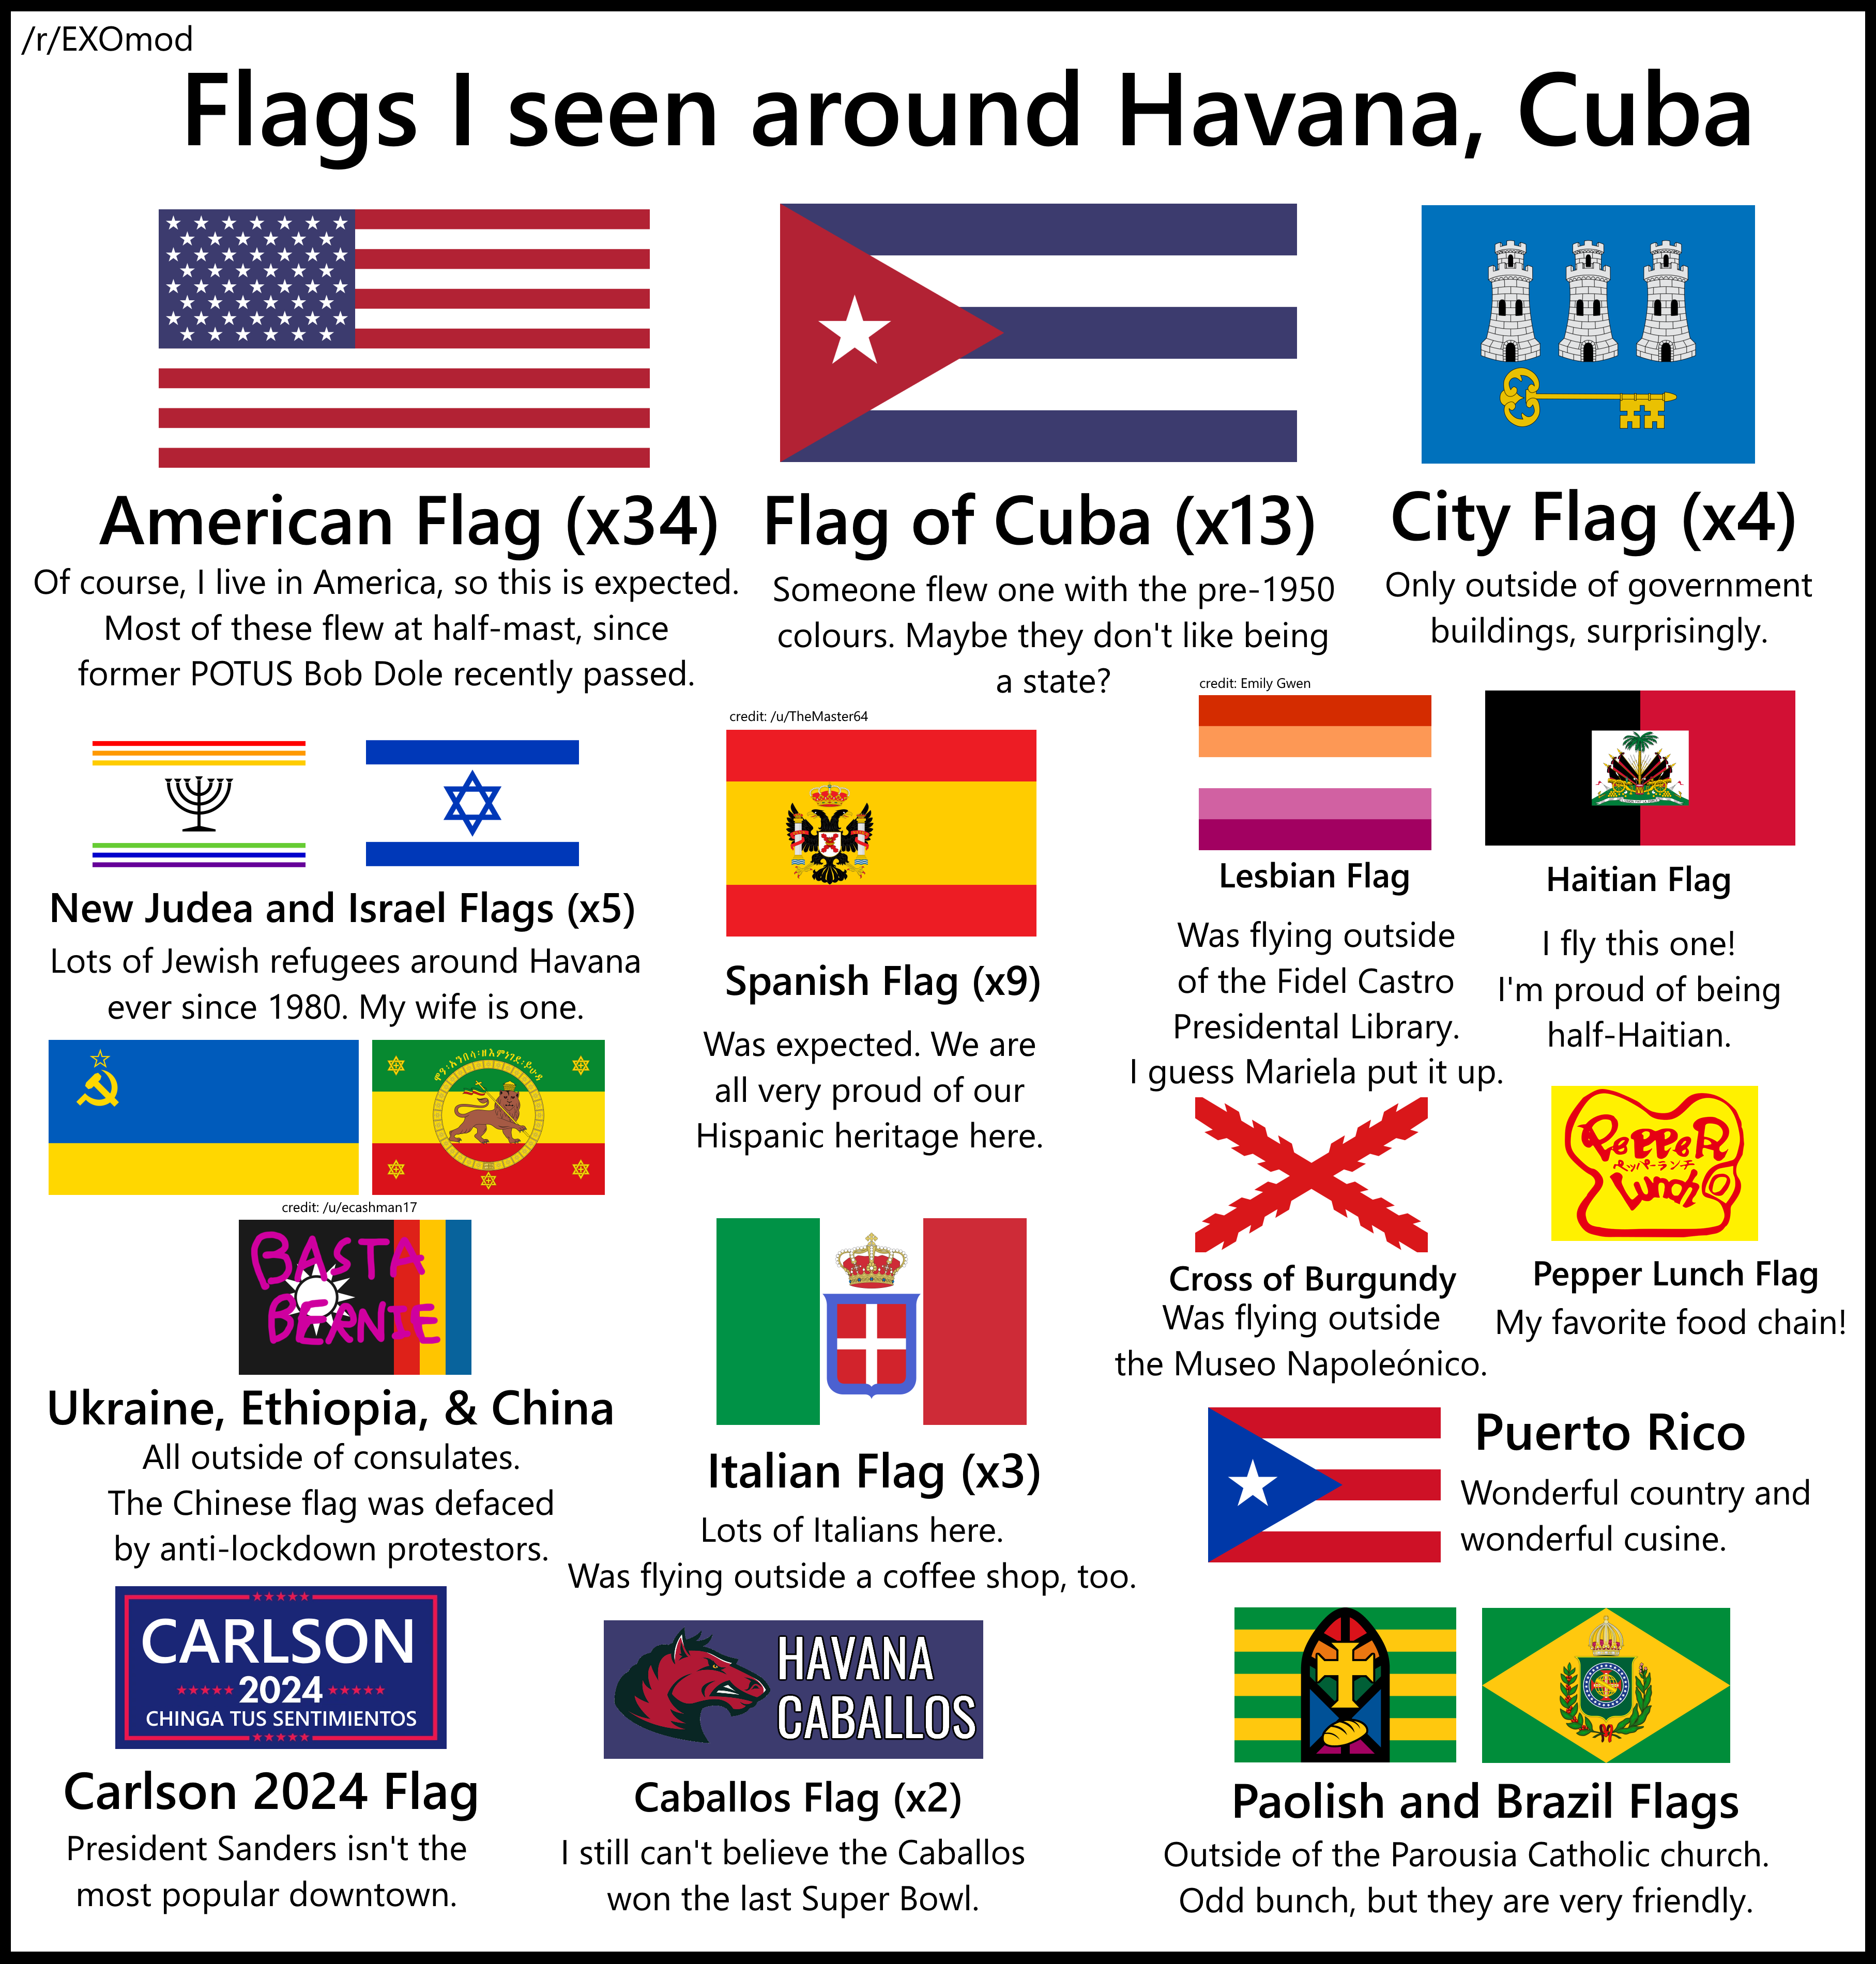 /r/EXOmod
Flags I seen around Havana, Cuba
American Flag (x34)
Of course, I live in America, so this is expected.
Most of these flew at half-mast, since
former POTUS Bob Dole recently passed.
Flag of Cuba (x13)
Someone flew one with the pre-1950
colours. Maybe they don't like being
a state?
City Flag (x4)
Only outside of government
buildings, surprisingly.
New Judea and Israel Flags (x5)
Lots of Jewish refugees around Havana
ever since 1980. My wife is one.
credit: /u/TheMaster64
Spanish Flag (x9)
Was expected. We are
all very proud of our
Hispanic heritage here.
credit: Emily Gwen
Lesbian Flag
Was flying outside
of the Fidel Castro
Presidental Library.
I guess Mariela put it up.
Haitian Flag
I fly this one!
I'm proud of being
half-Haitian.
credit: /u/ecashman17
BASTA
BERNIE
Ukraine, Ethiopia, & China
All outside of consulates.
The Chinese flag was defaced
by anti-lockdown protestors.
Italian Flag (x3)
Lots of Italians here.
Was flying outside a coffee shop, too.
Cross of Burgundy
Was flying outside
the Museo Napoleónico.
PePPeR
ペッパーランチ
Lunch
Pepper Lunch Flag
My favorite food chain!
Puerto Rico
Wonderful country and
wonderful cusine.
CARLSON
2024
CHINGA TUS SENTIMIENTOS
Carlson 2024 Flag
President Sanders isn't the
most popular downtown.
HAVANA
CABALLOS
Caballos Flag (x2)
I still can't believe the Caballos
won the last Super Bowl.
Paolish and Brazil Flags
Outside of the Parousia Catholic church.
Odd bunch, but they are very friendly.